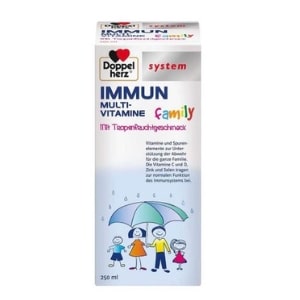 Doppel
herz®
system
IMMUN
MULTI-
VITAMINE family
Mit Tropenfruchtgeschmack
Vitamine und Spuren-
elemente zur Unter-
stützung der Abwehr
für die ganze Familie.
Die Vitamine C und D,
Zink und Selen tragen
zur normalen Funktion
des Immunsystems bei.
250 ml